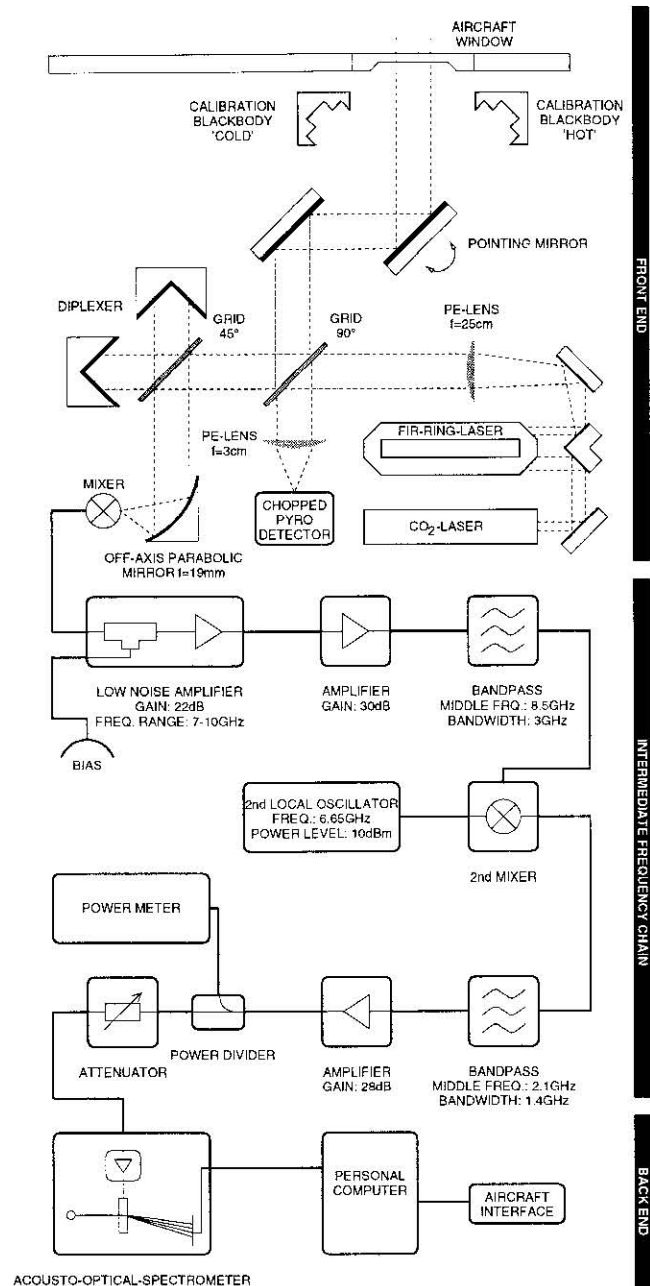 AIRCRAFT
WINDOW
CALIBRATION
BLACKBODY
'COLD'
CALIBRATION
BLACKBODY
'HOT'
POINTING MIRROR
DIPLEXER
GRID
45°
GRID
90°
PE-LENS
f=25cm
PE-LENS
f=3cm
FIR-RING-LASER
MIXER
CHOPPED
PYRO
DETECTOR
CO2-LASER
OFF-AXIS PARABOLIC
MIRROR f=19mm
FRONT END
LOW NOISE AMPLIFIER
GAIN: 22dB
FREQ. RANGE: 7-10GHz
AMPLIFIER
GAIN: 30dB
BANDPASS
MIDDLE FRQ.: 8.5GHz
BANDWIDTH: 3GHz
BIAS
2nd LOCAL OSCILLATOR
FREQ.: 6.65GHz
POWER LEVEL: 10dBm
2nd MIXER
POWER METER
ATTENUATOR
POWER DIVIDER
AMPLIFIER
GAIN: 28dB
BANDPASS
MIDDLE FREQ.: 2.1GHz
BANDWIDTH: 1.4GHz
INTERMEDIATE FREQUENCY CHAIN
PERSONAL
COMPUTER
AIRCRAFT
INTERFACE
ACOUSTO-OPTICAL-SPECTROMETER
BACK END